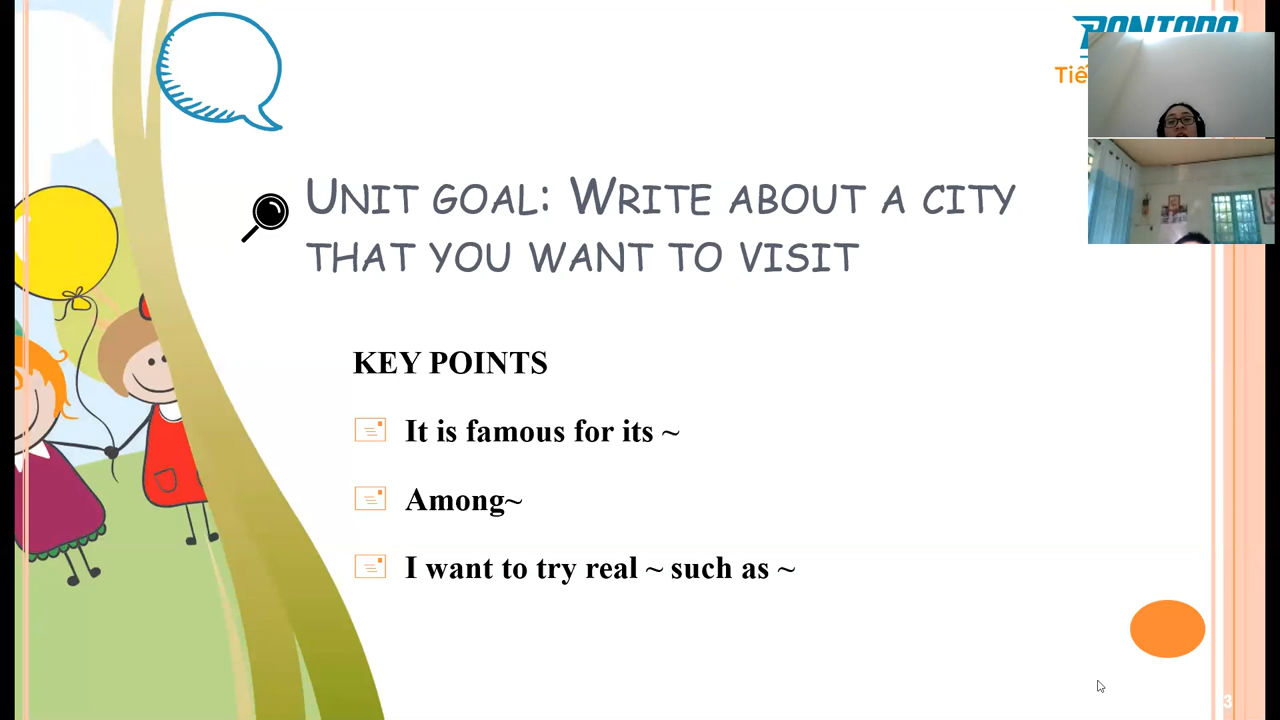 UNIT GOAL: WRITE ABOUT A CITY
THAT YOU WANT TO VISIT
KEY POINTS
It is famous for its ~
Among~
I want to try real ~ such as ~
3